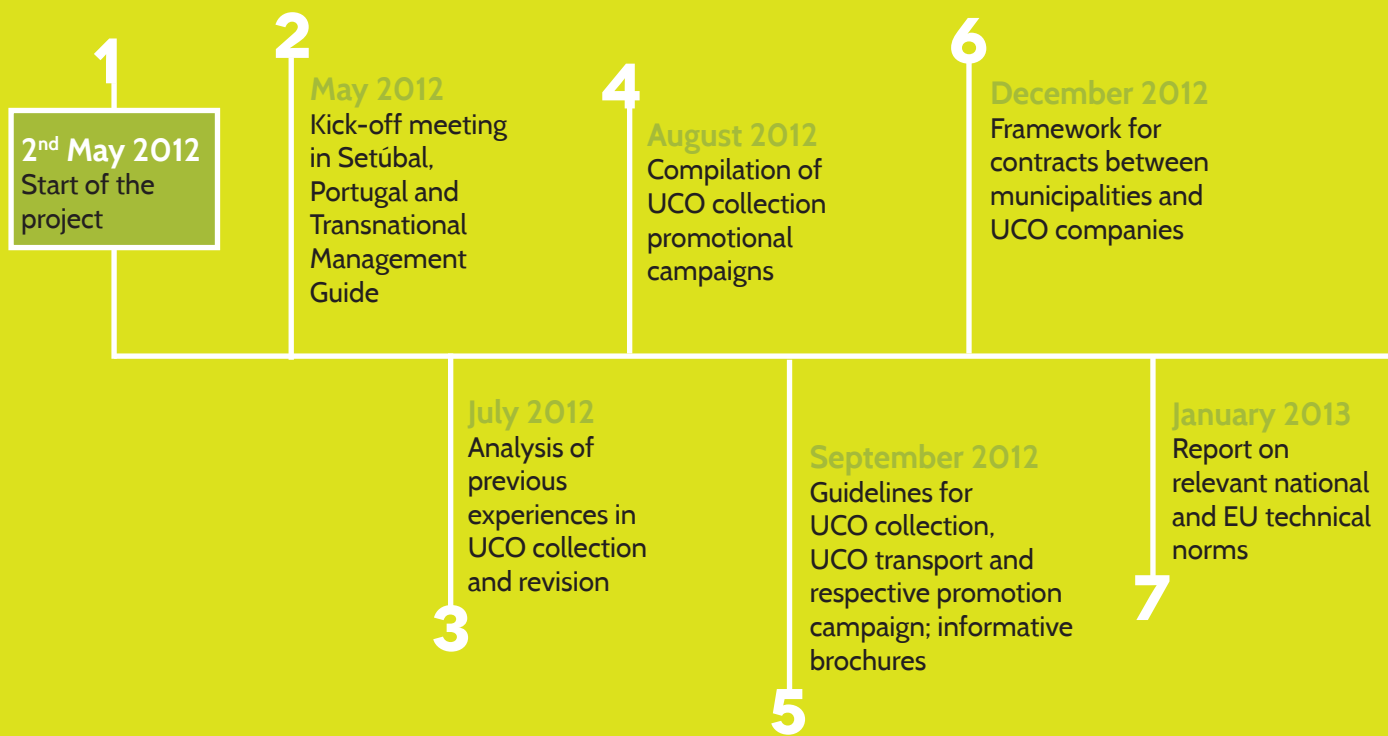 1
2nd May 2012
Start of the
project
2
May 2012
Kick-off meeting
in Setúbal,
Portugal and
Transnational
Management
Guide
July 2012
Analysis of
previous
experiences in
UCO collection
and revision
3
4
August 2012
Compilation of
UCO collection
promotional
campaigns
September 2012
Guidelines for
UCO collection,
UCO transport and
respective promotion
campaign; informative
brochures
5
6
December 2012
Framework for
contracts between
municipalities and
UCO companies
January 2013
Report on
relevant national
and EU technical
norms
7